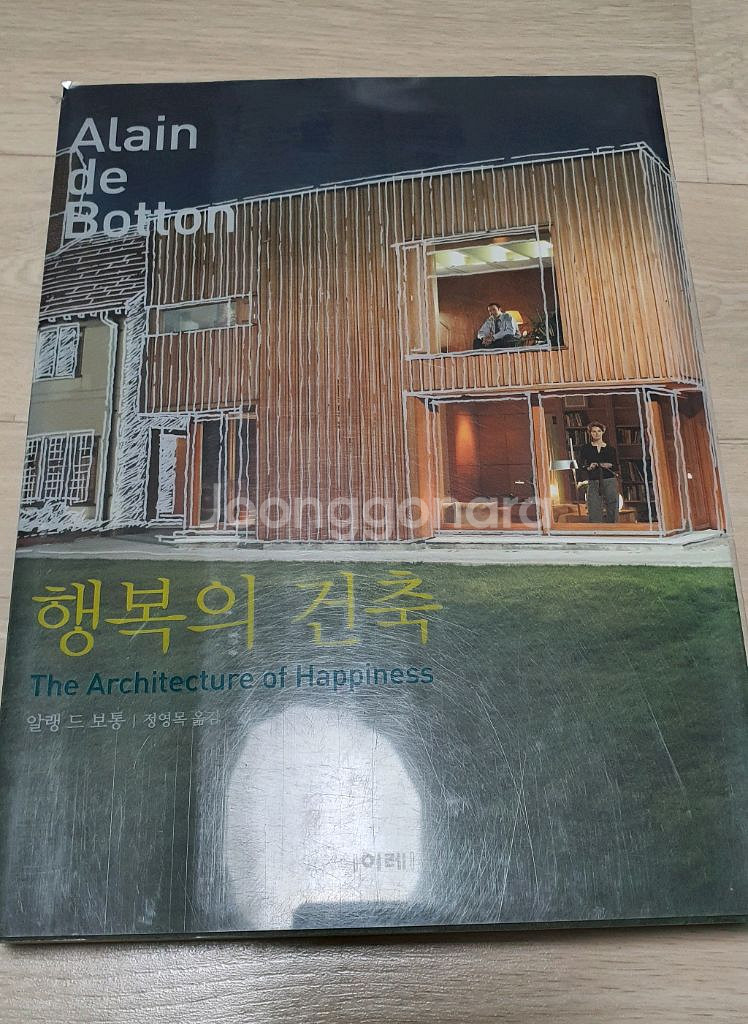 Alain
de
Botton
Joonggonara
행복의 건축
The Architecture of Happiness
알랭 드 보통 | 정영목 옮김
이레